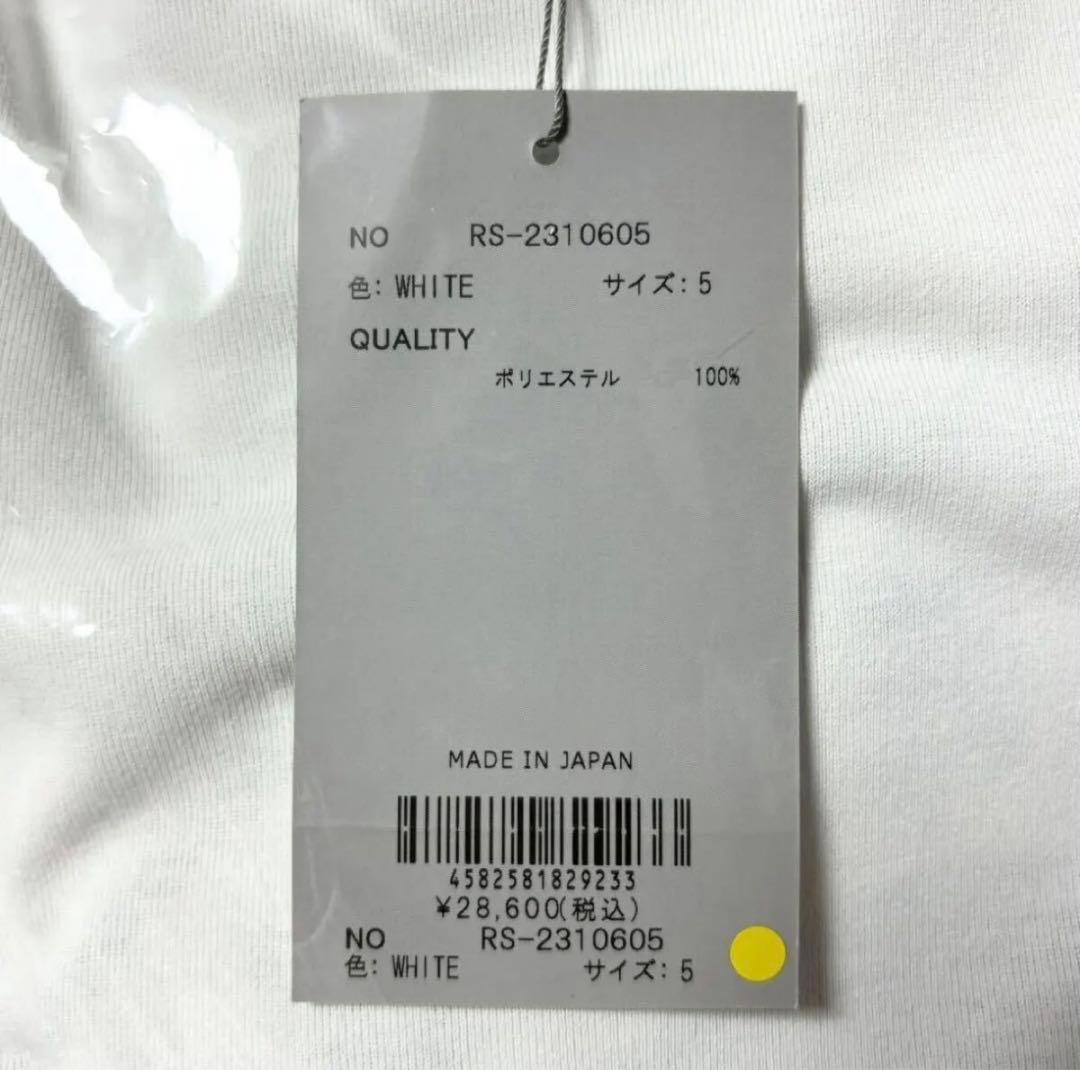 NO RS-2310605
色: WHITE サイズ: 5
QUALITY
ポリエステル 100%
MADE IN JAPAN
4582581829233
¥28,600(税込)
NO RS-2310605
色: WHITE サイズ: 5